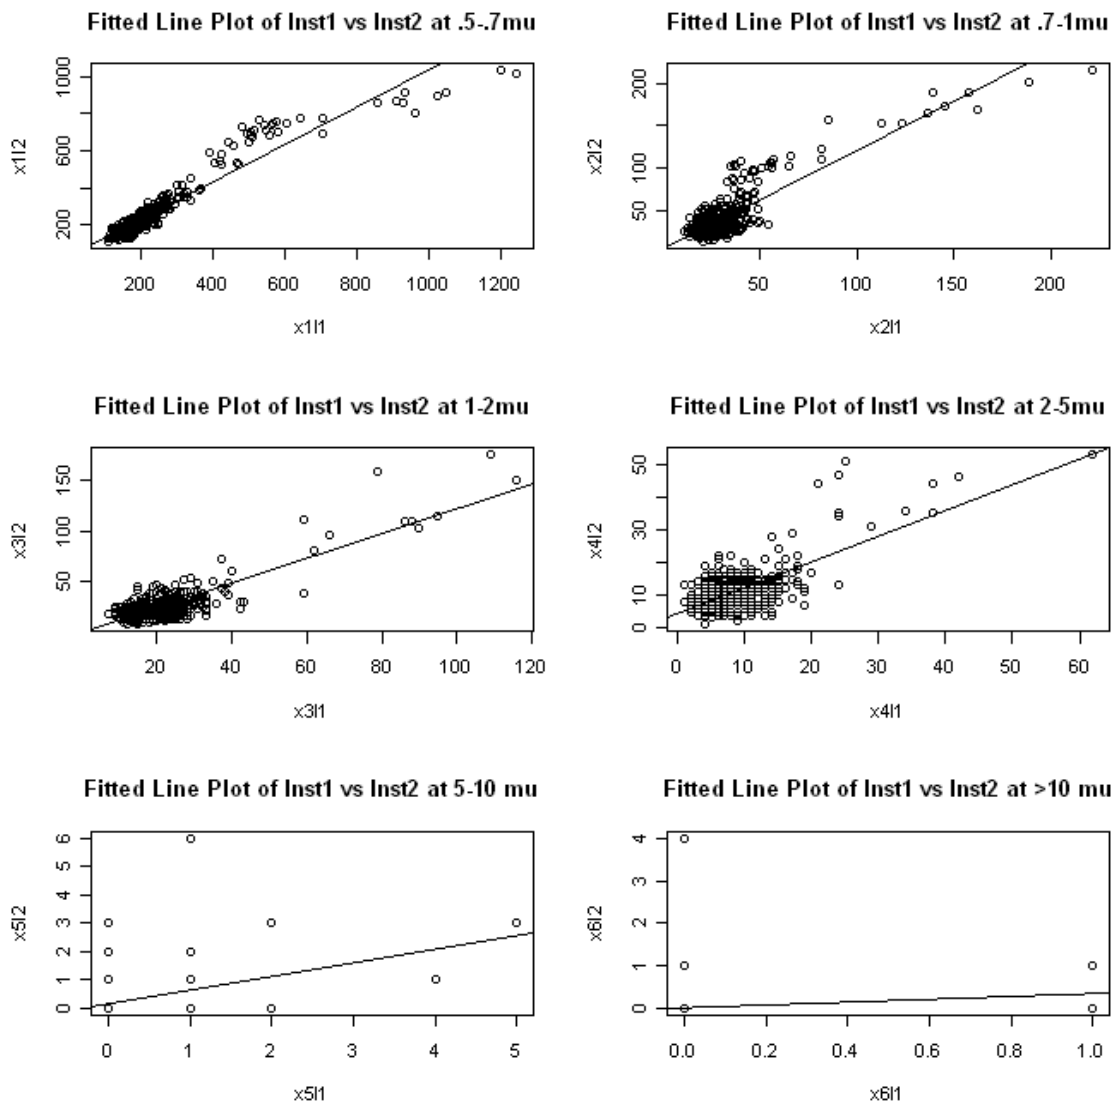 Fitted Line Plot of Inst1 vs Inst2 at .5-.7mu
x1I2
1000
600
200
200 400 600 800 1000 1200
x1I1
Fitted Line Plot of Inst1 vs Inst2 at .7-1mu
x2I2
200
100
50
50 100 150 200
x2I1
Fitted Line Plot of Inst1 vs Inst2 at 1-2mu
x3I2
150
100
50
20 40 60 80 100 120
x3I1
Fitted Line Plot of Inst1 vs Inst2 at 2-5mu
x4I2
50
30
10
0
0 10 20 30 40 50 60
x4I1
Fitted Line Plot of Inst1 vs Inst2 at 5-10 mu
x5I2
6
5
4
3
2
1
0
0 1 2 3 4 5
x5I1
Fitted Line Plot of Inst1 vs Inst2 at >10 mu
x6I2
4
3
2
1
0
0.0 0.2 0.4 0.6 0.8 1.0
x6I1